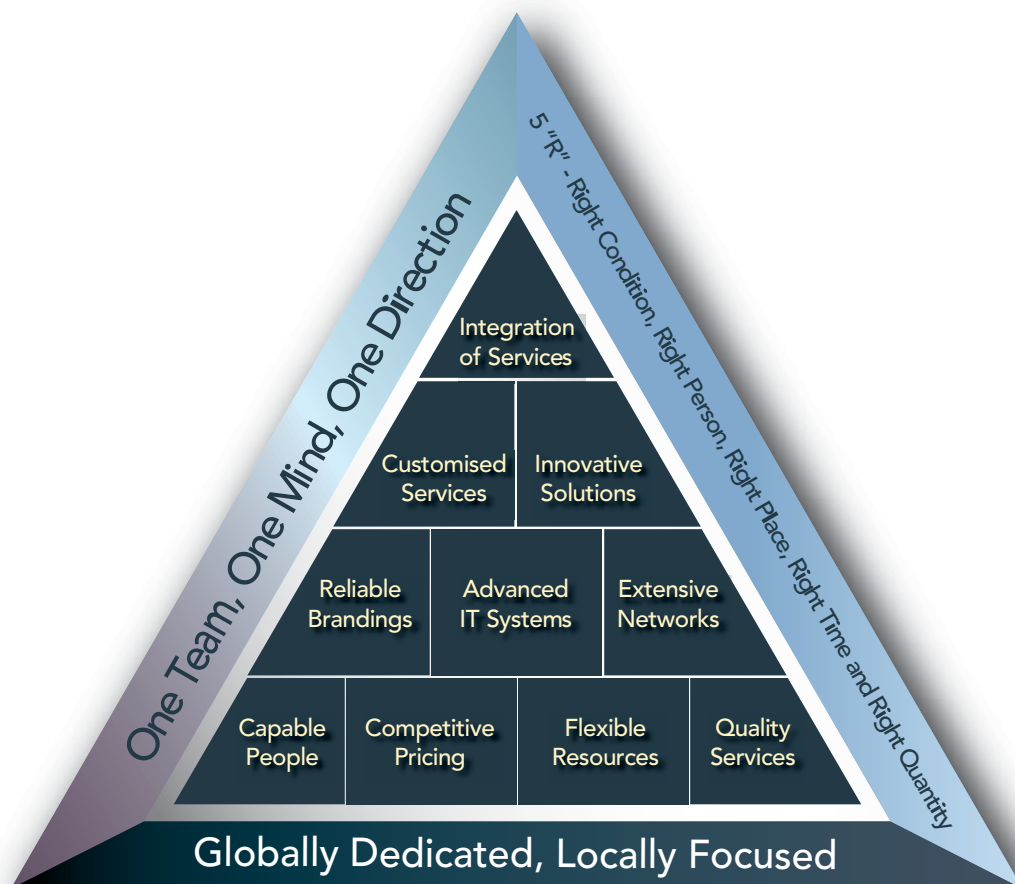 One Team, One Mind, One Direction
5 "R" - Right Condition, Right Person, Right Place, Right Time and Right Quantity
Integration
of Services
Customised
Services
Innovative
Solutions
Reliable
Brandings
Advanced
IT Systems
Extensive
Networks
Capable
People
Competitive
Pricing
Flexible
Resources
Quality
Services
Globally Dedicated, Locally Focused